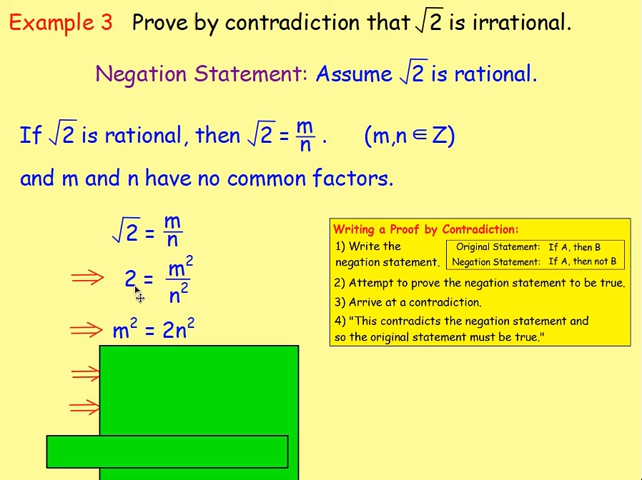 Example 3 Prove by contradiction that √2 is irrational.
Negation Statement: Assume √2 is rational.
If √2 is rational, then √2 = m/n . (m,n ∈ Z)
and m and n have no common factors.
√2 = m/n
⇒ 2 = m²/n²
⇒ m² = 2n²
⇒
⇒
Writing a Proof by Contradiction:
1) Write the
negation statement.
Original Statement: If A, then B
Negation Statement: If A, then not B
2) Attempt to prove the negation statement to be true.
3) Arrive at a contradiction.
4) "This contradicts the negation statement and
so the original statement must be true."